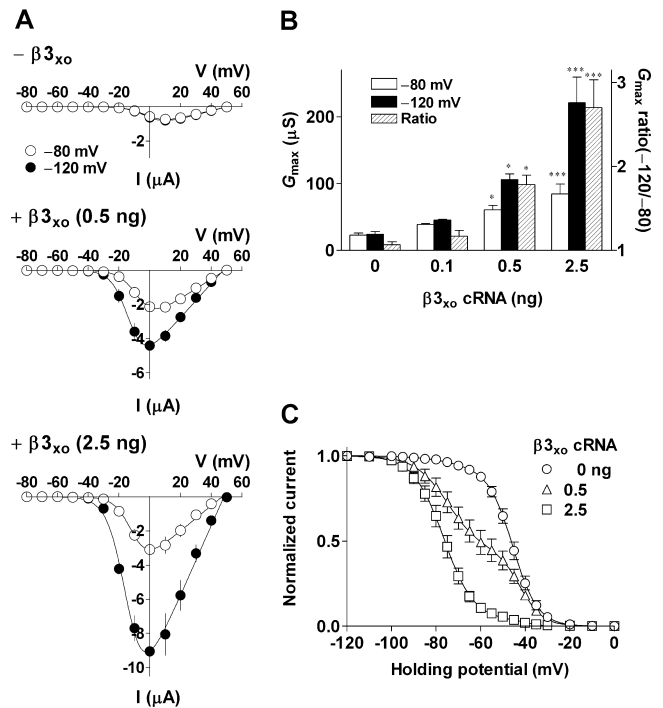 A
− β3xo
V (mV)
-80 -60 -40 -20 0 20 40 60
-2
−80 mV
−120 mV
I (μA)
+ β3xo (0.5 ng)
V (mV)
-80 -60 -40 -20 0 20 40 60
-2
-4
-6
I (μA)
+ β3xo (2.5 ng)
V (mV)
-80 -60 -40 -20 0 20 40 60
-2
-4
-6
-8
-10
I (μA)
B
−80 mV
−120 mV
Ratio
Gmax (μS)
200
100
0
* * *
*** *** ***
3
2
1
Gmax ratio(−120/−80)
0 0.1 0.5 2.5
β3xo cRNA (ng)
C
β3xo cRNA
0 ng
0.5
2.5
Normalized current
1.0
0.5
0.0
-120 -100 -80 -60 -40 -20 0
Holding potential (mV)